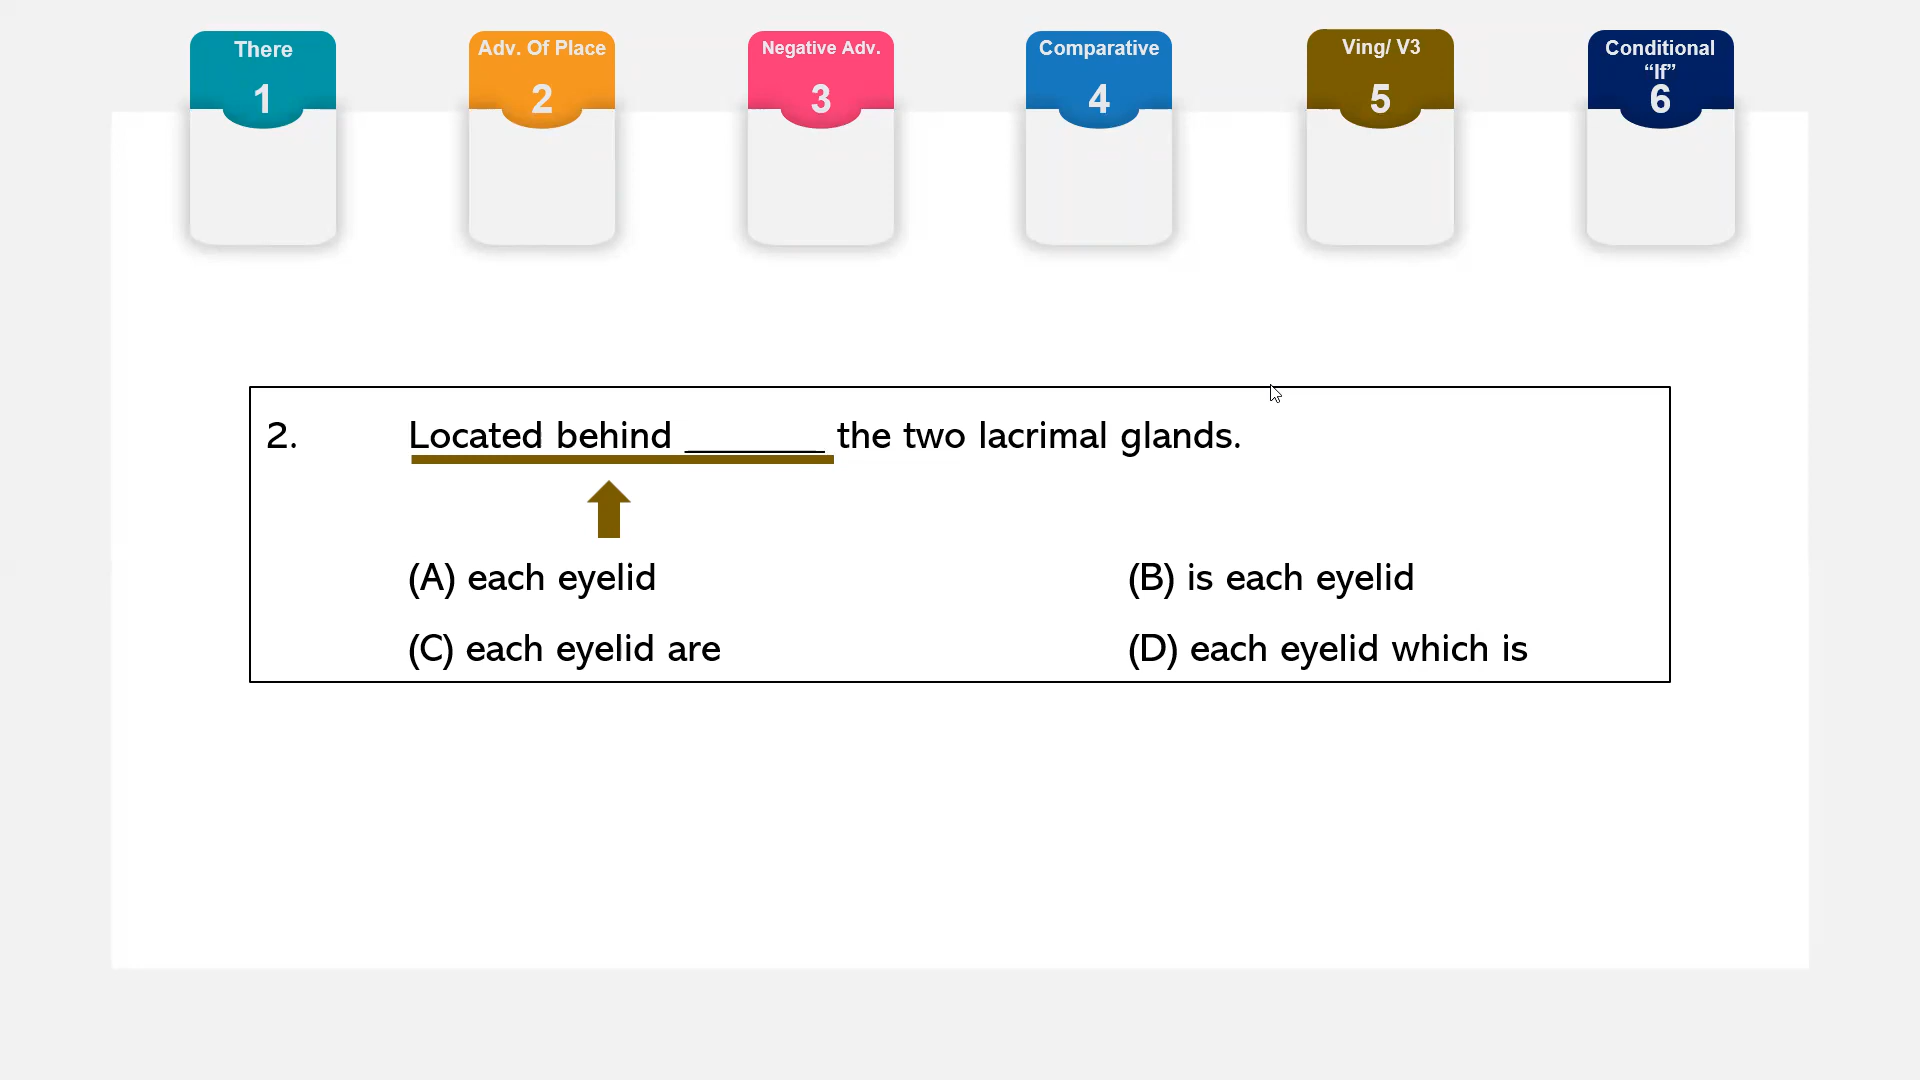 There
1
Adv. Of Place
2
Negative Adv.
3
Comparative
4
Ving/ V3
5
Conditional
“If”
6
2. Located behind _______ the two lacrimal glands.
(A) each eyelid (B) is each eyelid
(C) each eyelid are (D) each eyelid which is